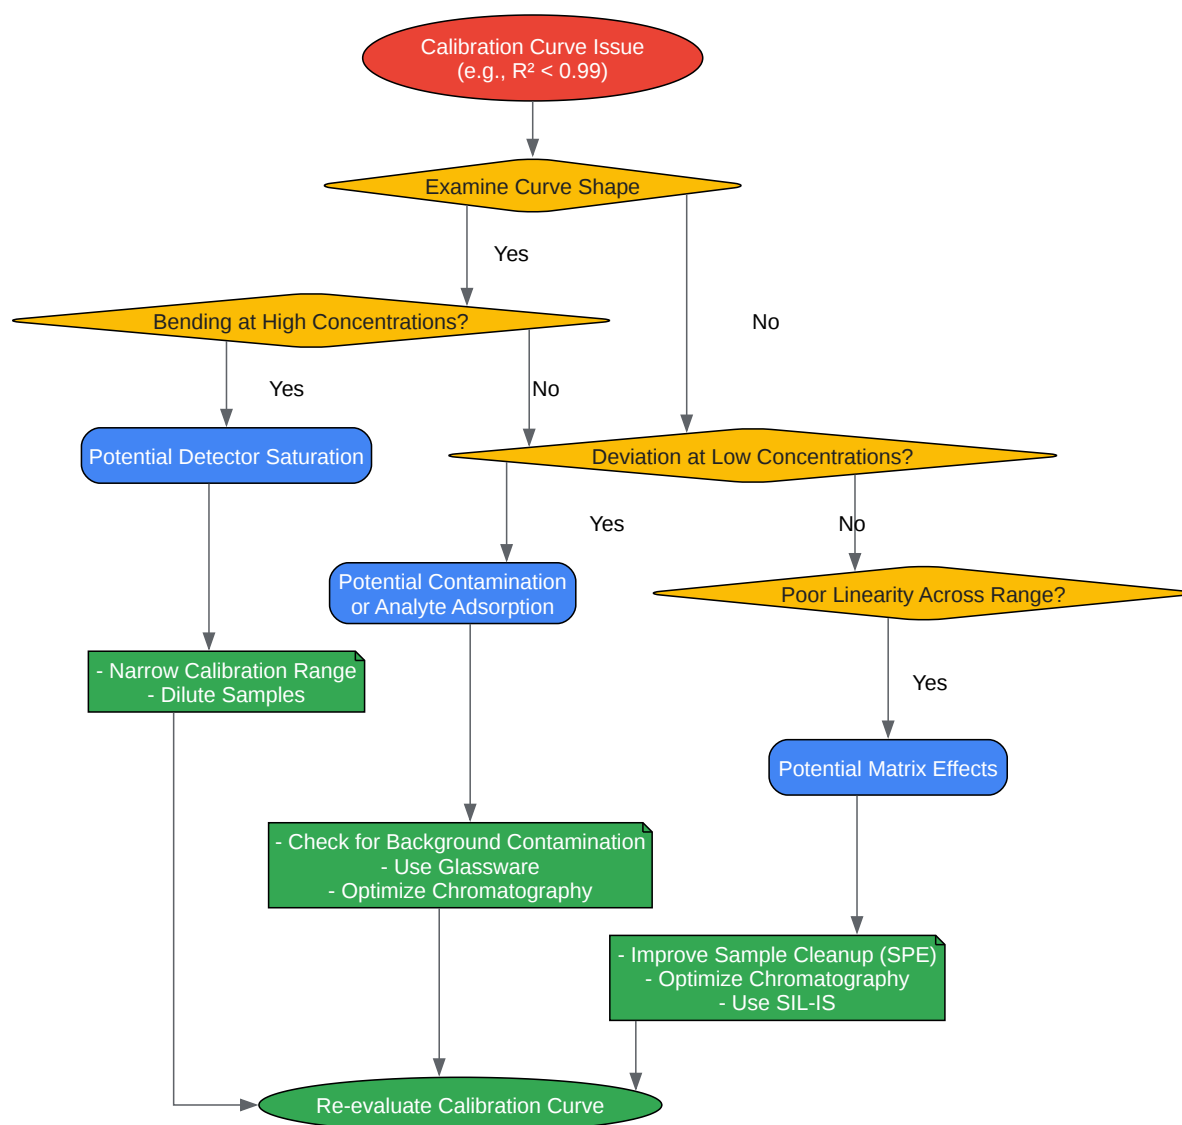 Calibration Curve Issue
(e.g., R² < 0.99)
Examine Curve Shape
Yes
No
Bending at High Concentrations?
Yes
No
Potential Detector Saturation
Deviation at Low Concentrations?
Yes
No
Potential Contamination
or Analyte Adsorption
Poor Linearity Across Range?
Yes
- Narrow Calibration Range
- Dilute Samples
Potential Matrix Effects
- Check for Background Contamination
- Use Glassware
- Optimize Chromatography
- Improve Sample Cleanup (SPE)
- Optimize Chromatography
- Use SIL-IS
Re-evaluate Calibration Curve